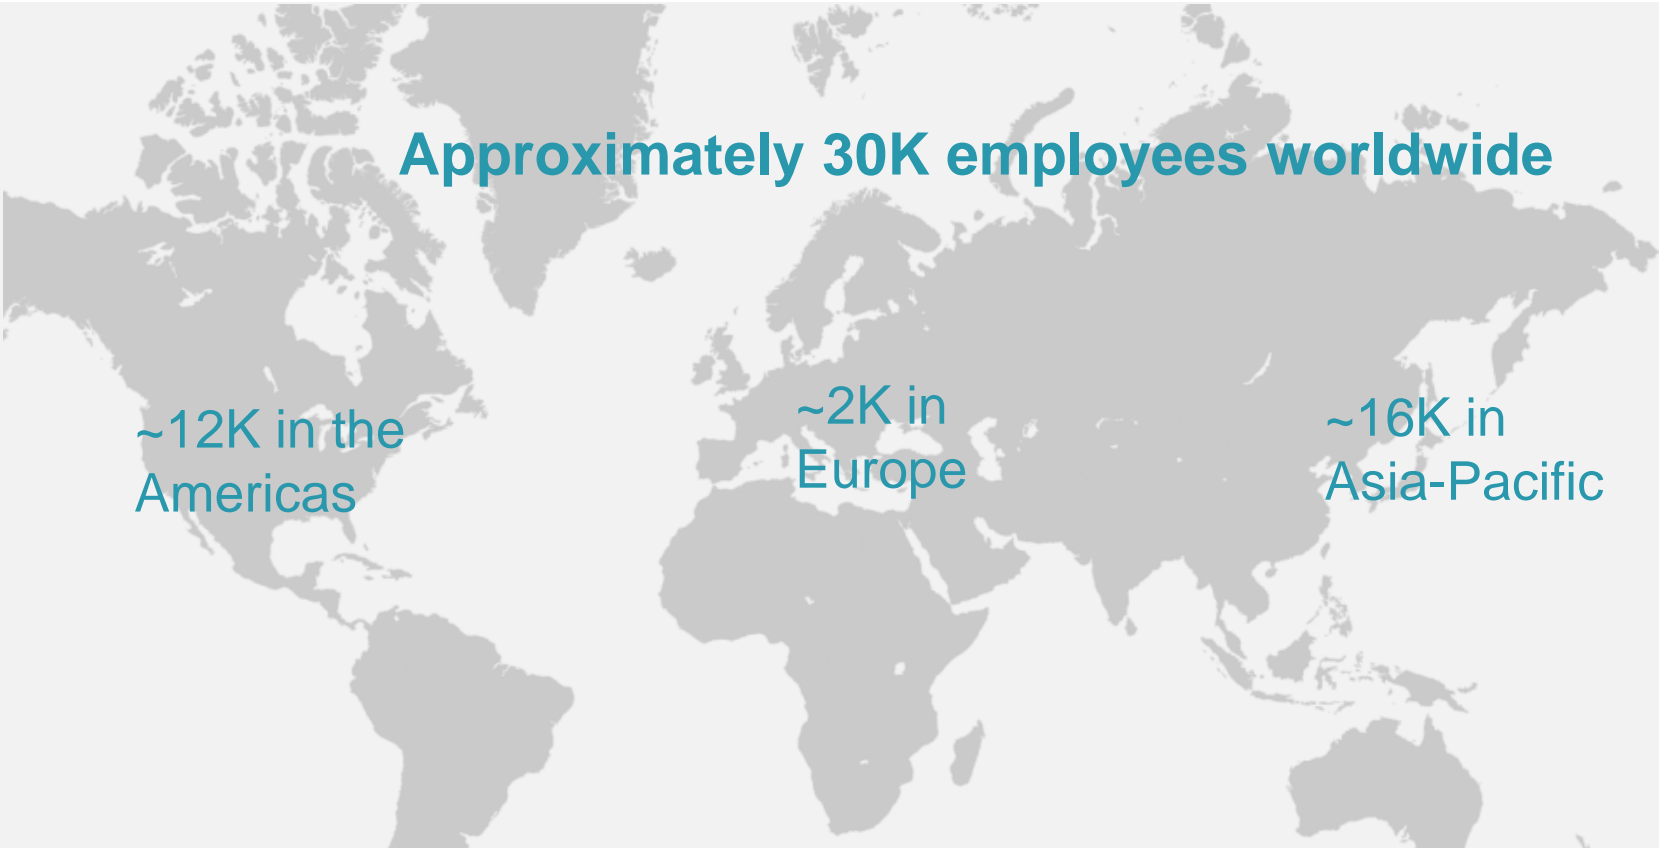 Approximately 30K employees worldwide
~12K in the
Americas
~2K in
Europe
~16K in
Asia-Pacific